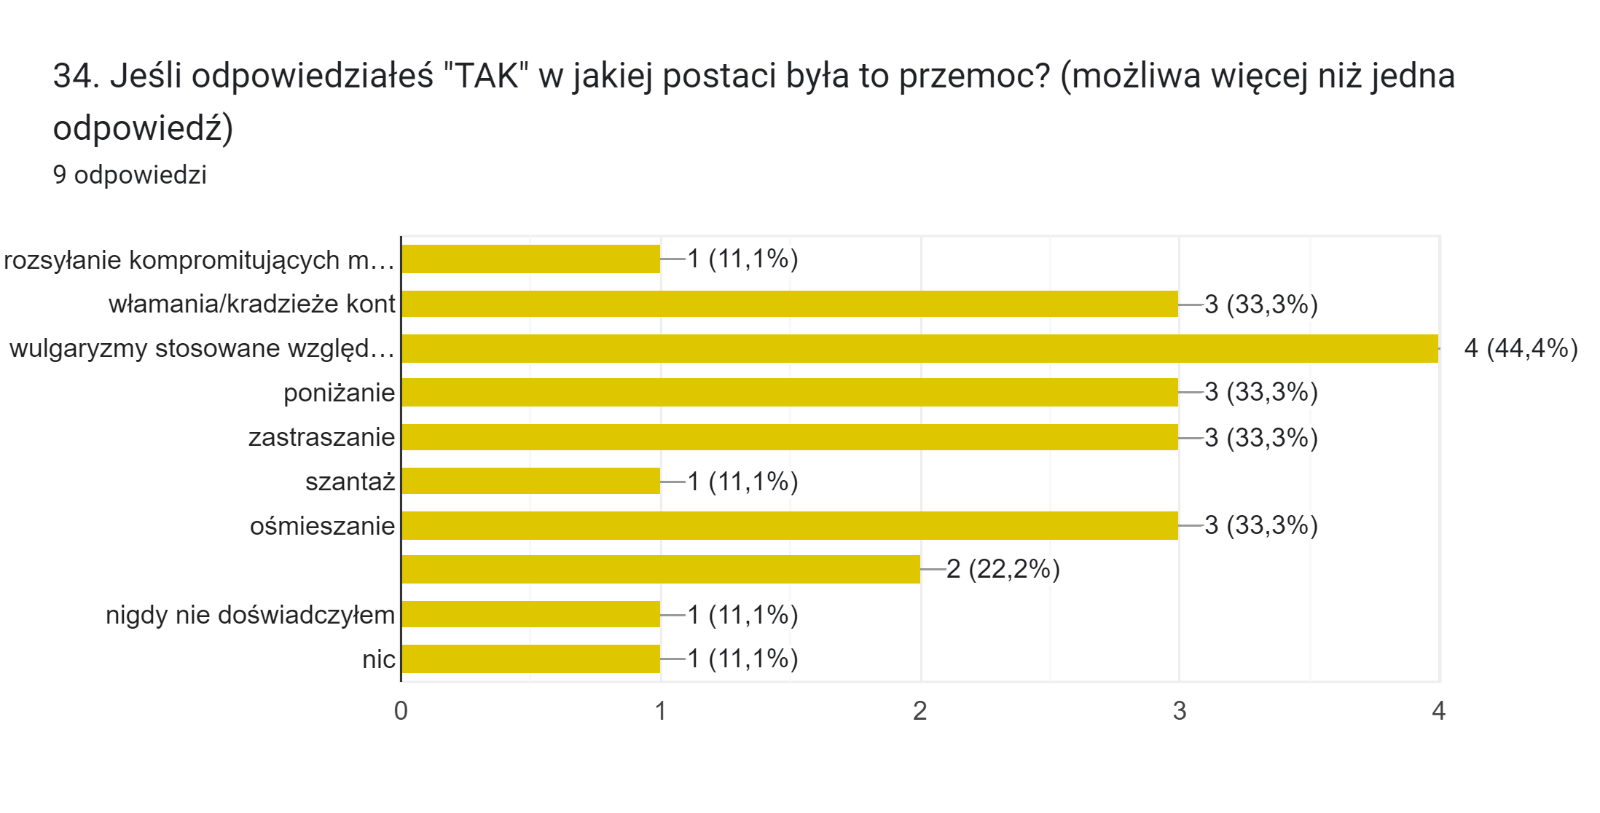 34. Jeśli odpowiedziałeś "TAK" w jakiej postaci była to przemoc? (możliwa więcej niż jedna
odpowiedź)
9 odpowiedzi
rozsyłanie kompromitujących m… 1 (11,1%)
włamania/kradzieże kont 3 (33,3%)
wulgaryzmy stosowane względ… 4 (44,4%)
poniżanie 3 (33,3%)
zastraszanie 3 (33,3%)
szantaż 1 (11,1%)
ośmieszanie 3 (33,3%)
2 (22,2%)
nigdy nie doświadczyłem 1 (11,1%)
nic 1 (11,1%)
0 1 2 3 4